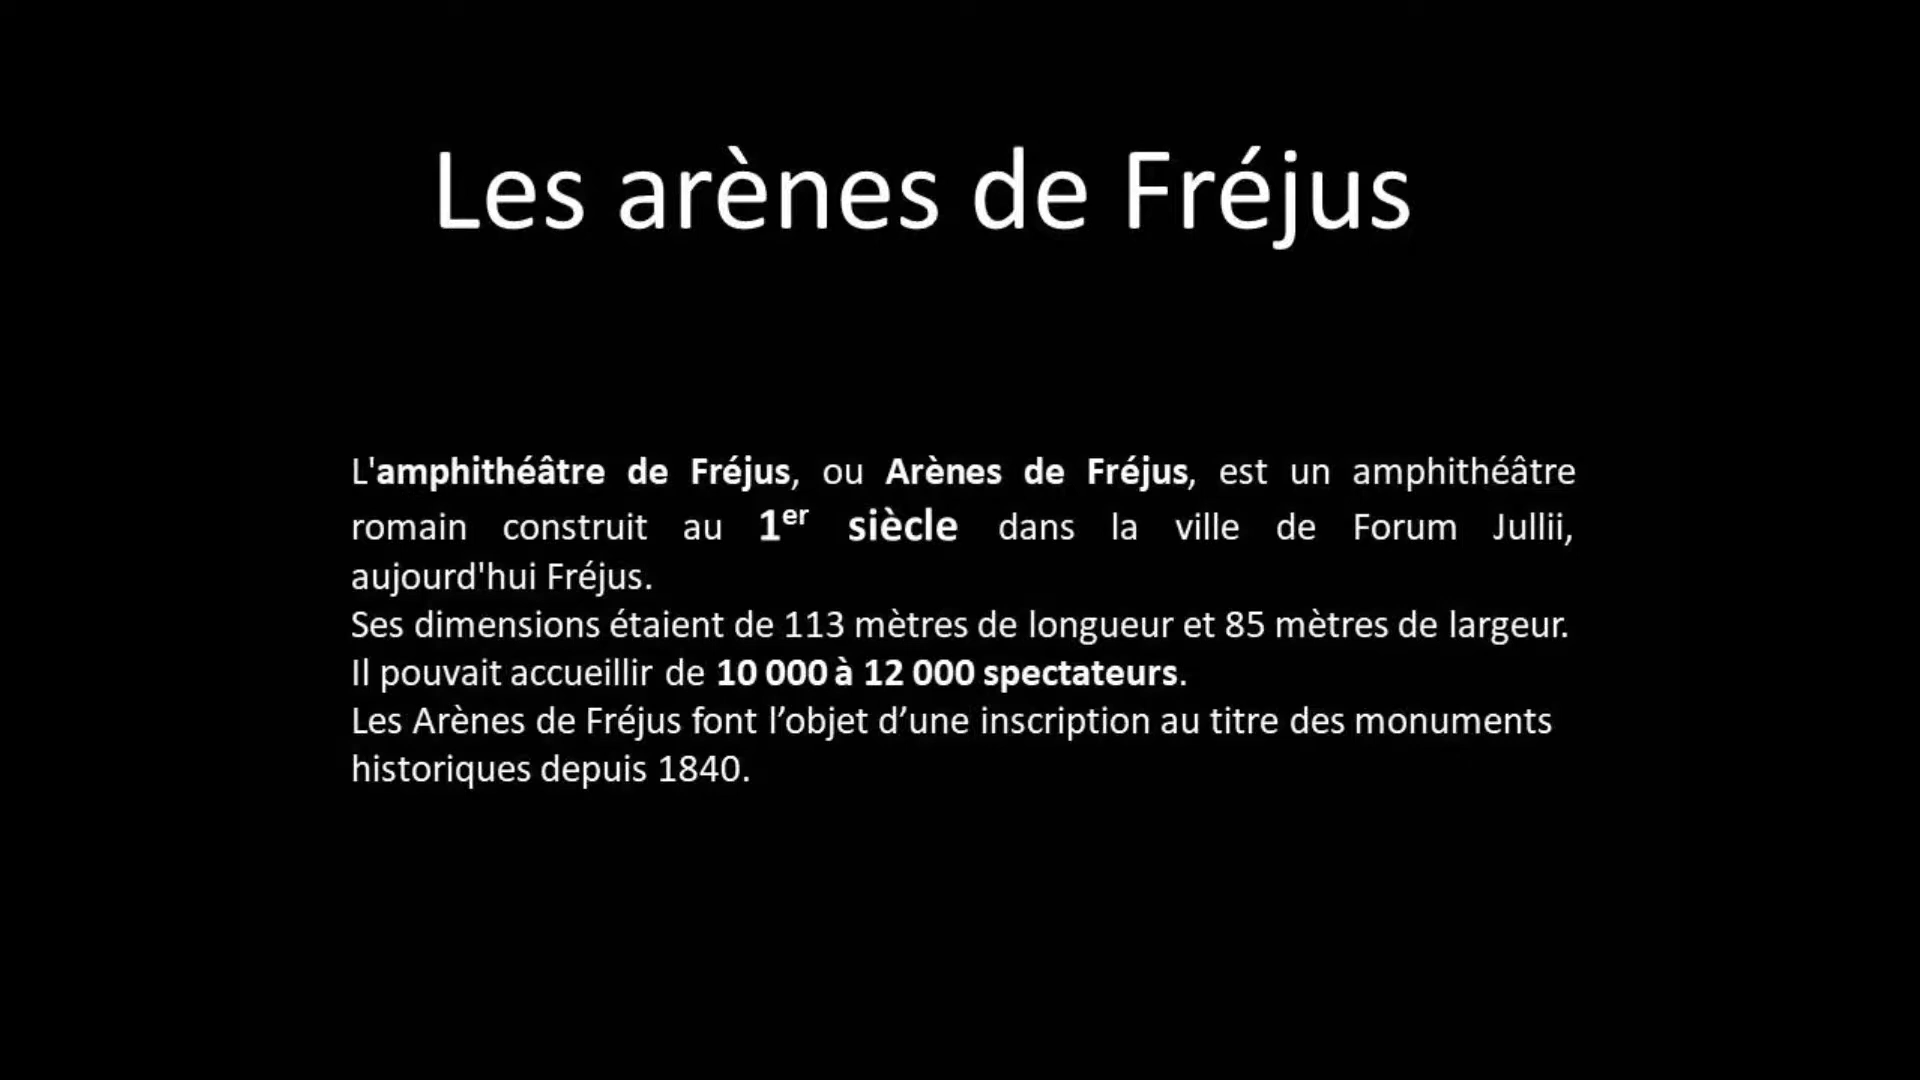 Les arènes de Fréjus
L'amphithéâtre de Fréjus, ou Arènes de Fréjus, est un amphithéâtre
romain construit au 1er siècle dans la ville de Forum Jullii,
aujourd'hui Fréjus.
Ses dimensions étaient de 113 mètres de longueur et 85 mètres de largeur.
Il pouvait accueillir de 10 000 à 12 000 spectateurs.
Les Arènes de Fréjus font l’objet d’une inscription au titre des monuments
historiques depuis 1840.